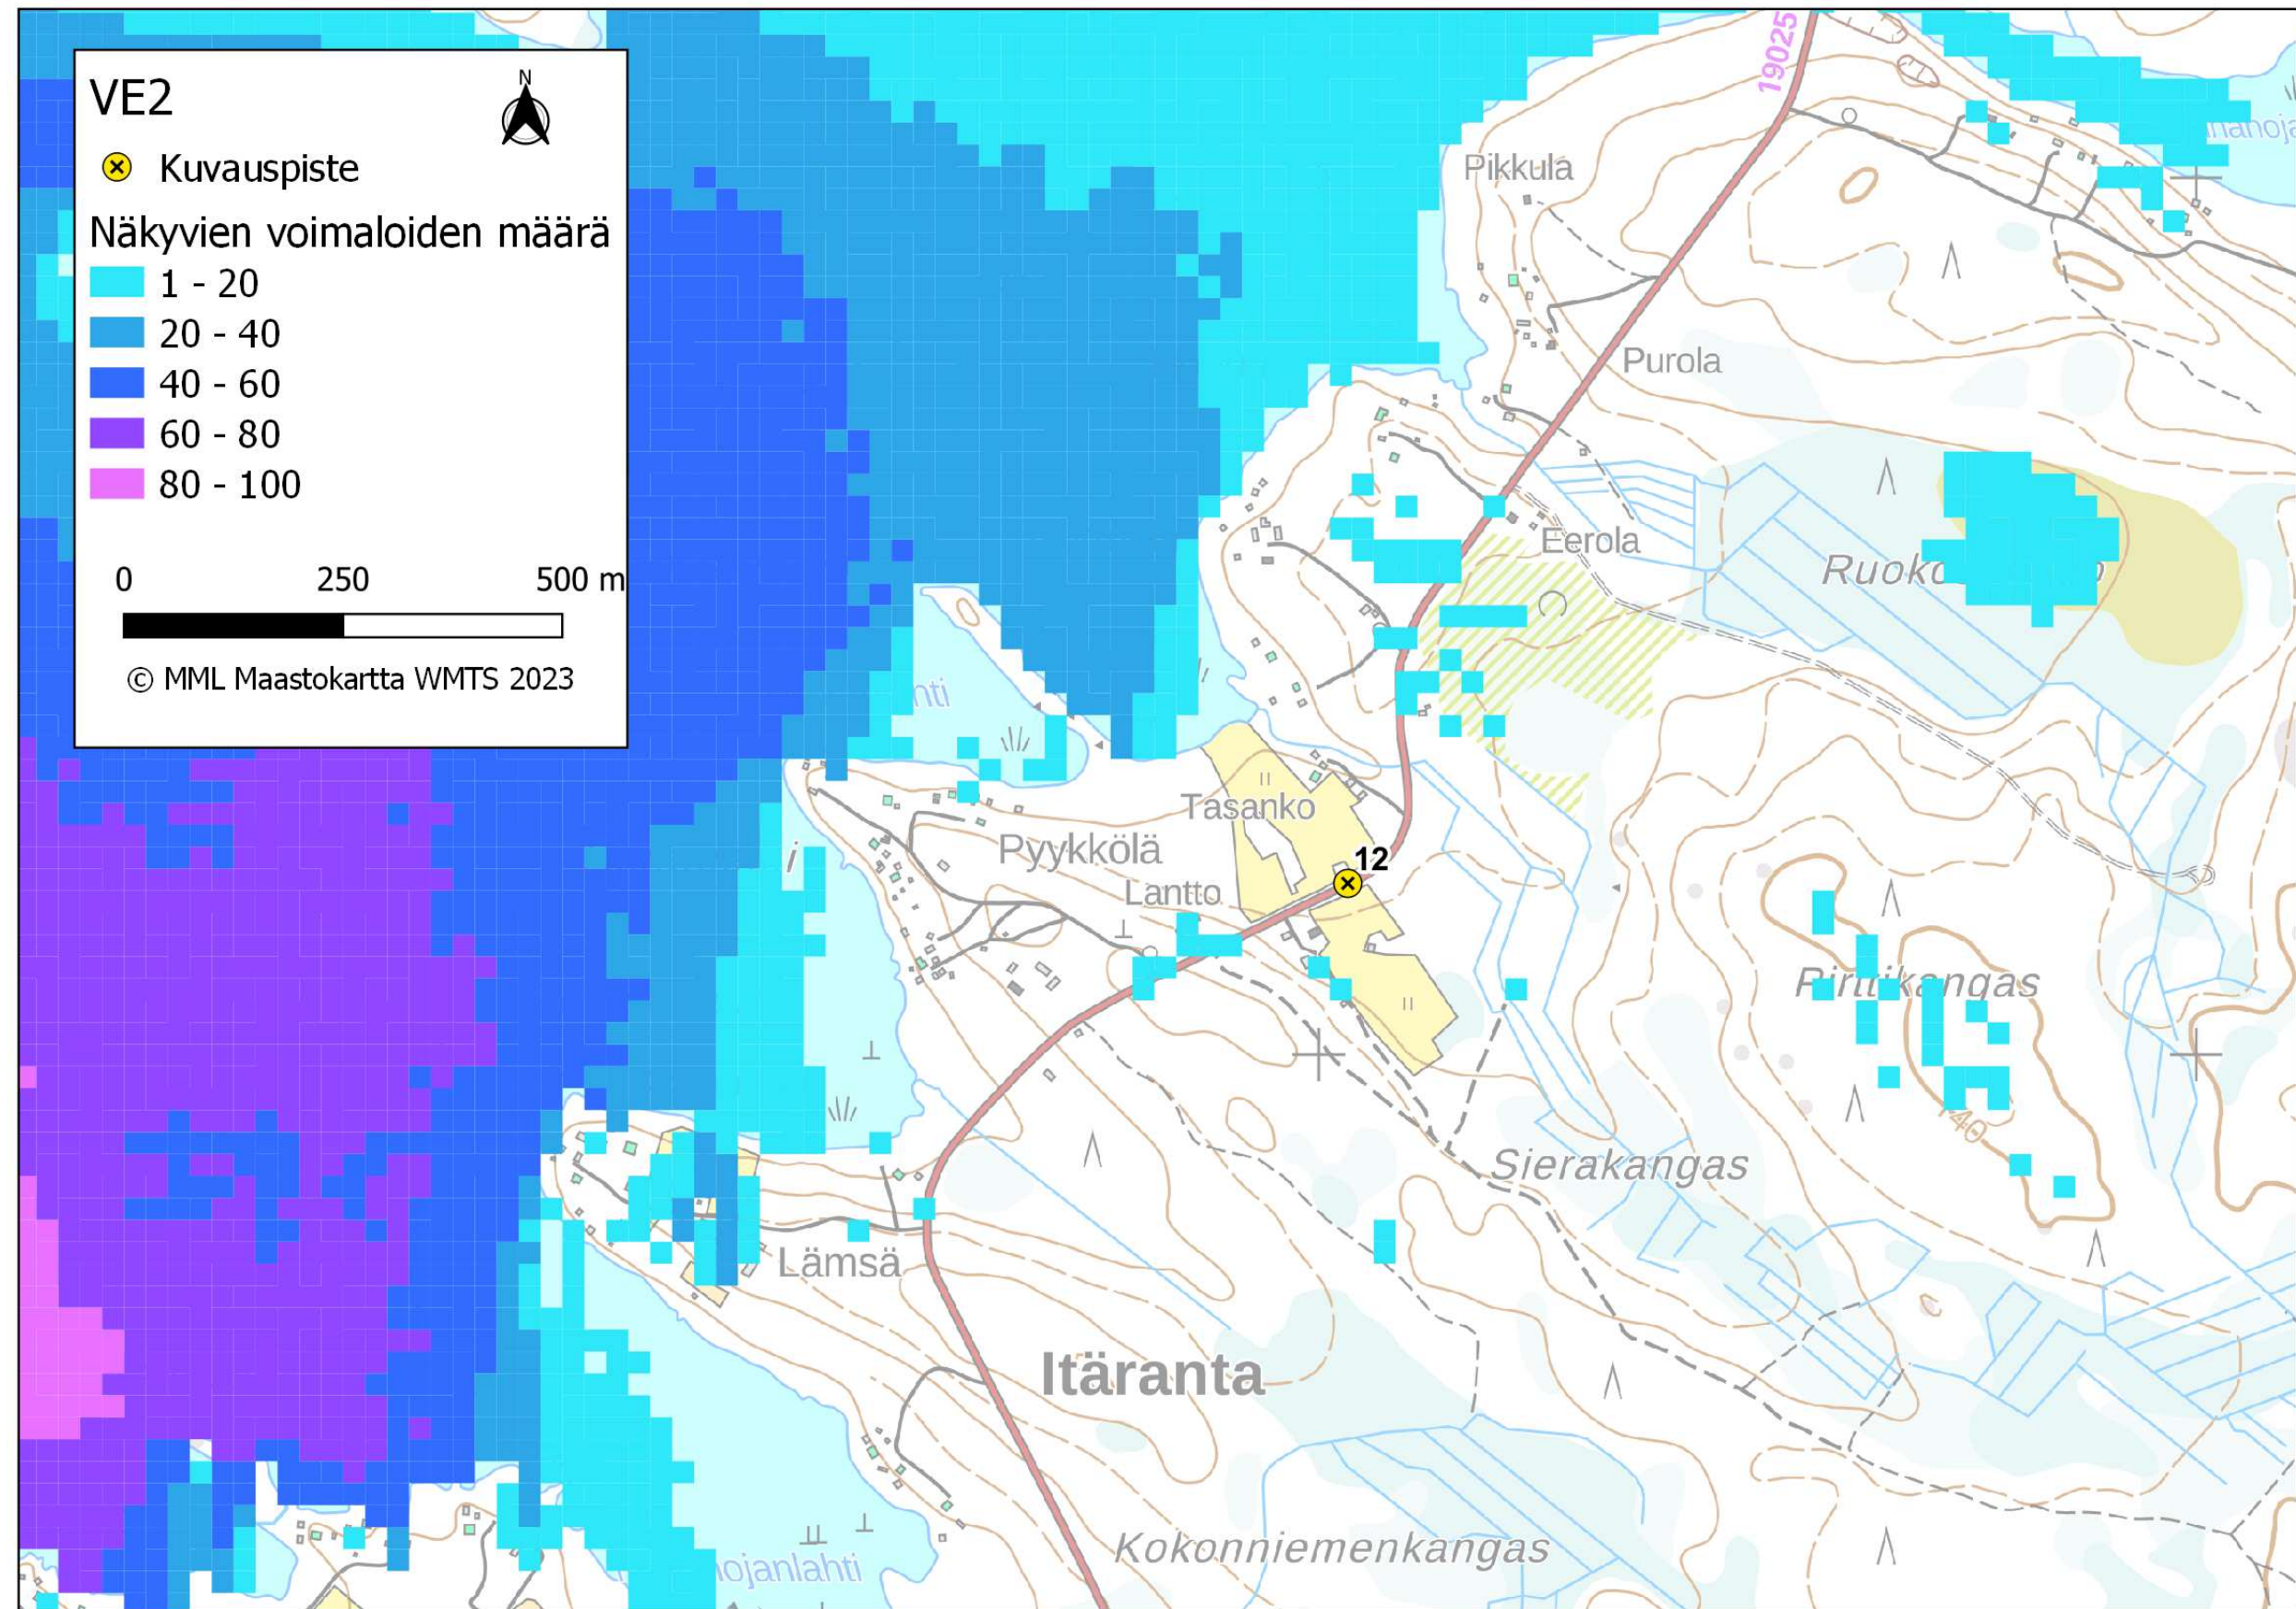 VE2
N
Kuvauspiste
Näkyvien voimaloiden määrä
1 - 20
20 - 40
40 - 60
60 - 80
80 - 100
0 250 500 m
© MML Maastokartta WMTS 2023
19025
Pikkula
Purola
Eerola
Tasanko
Pyykkölä
12
Lantto
Pirttikangas
Sierakangas
Lämsä
Itäranta
Kokonniemenkangas